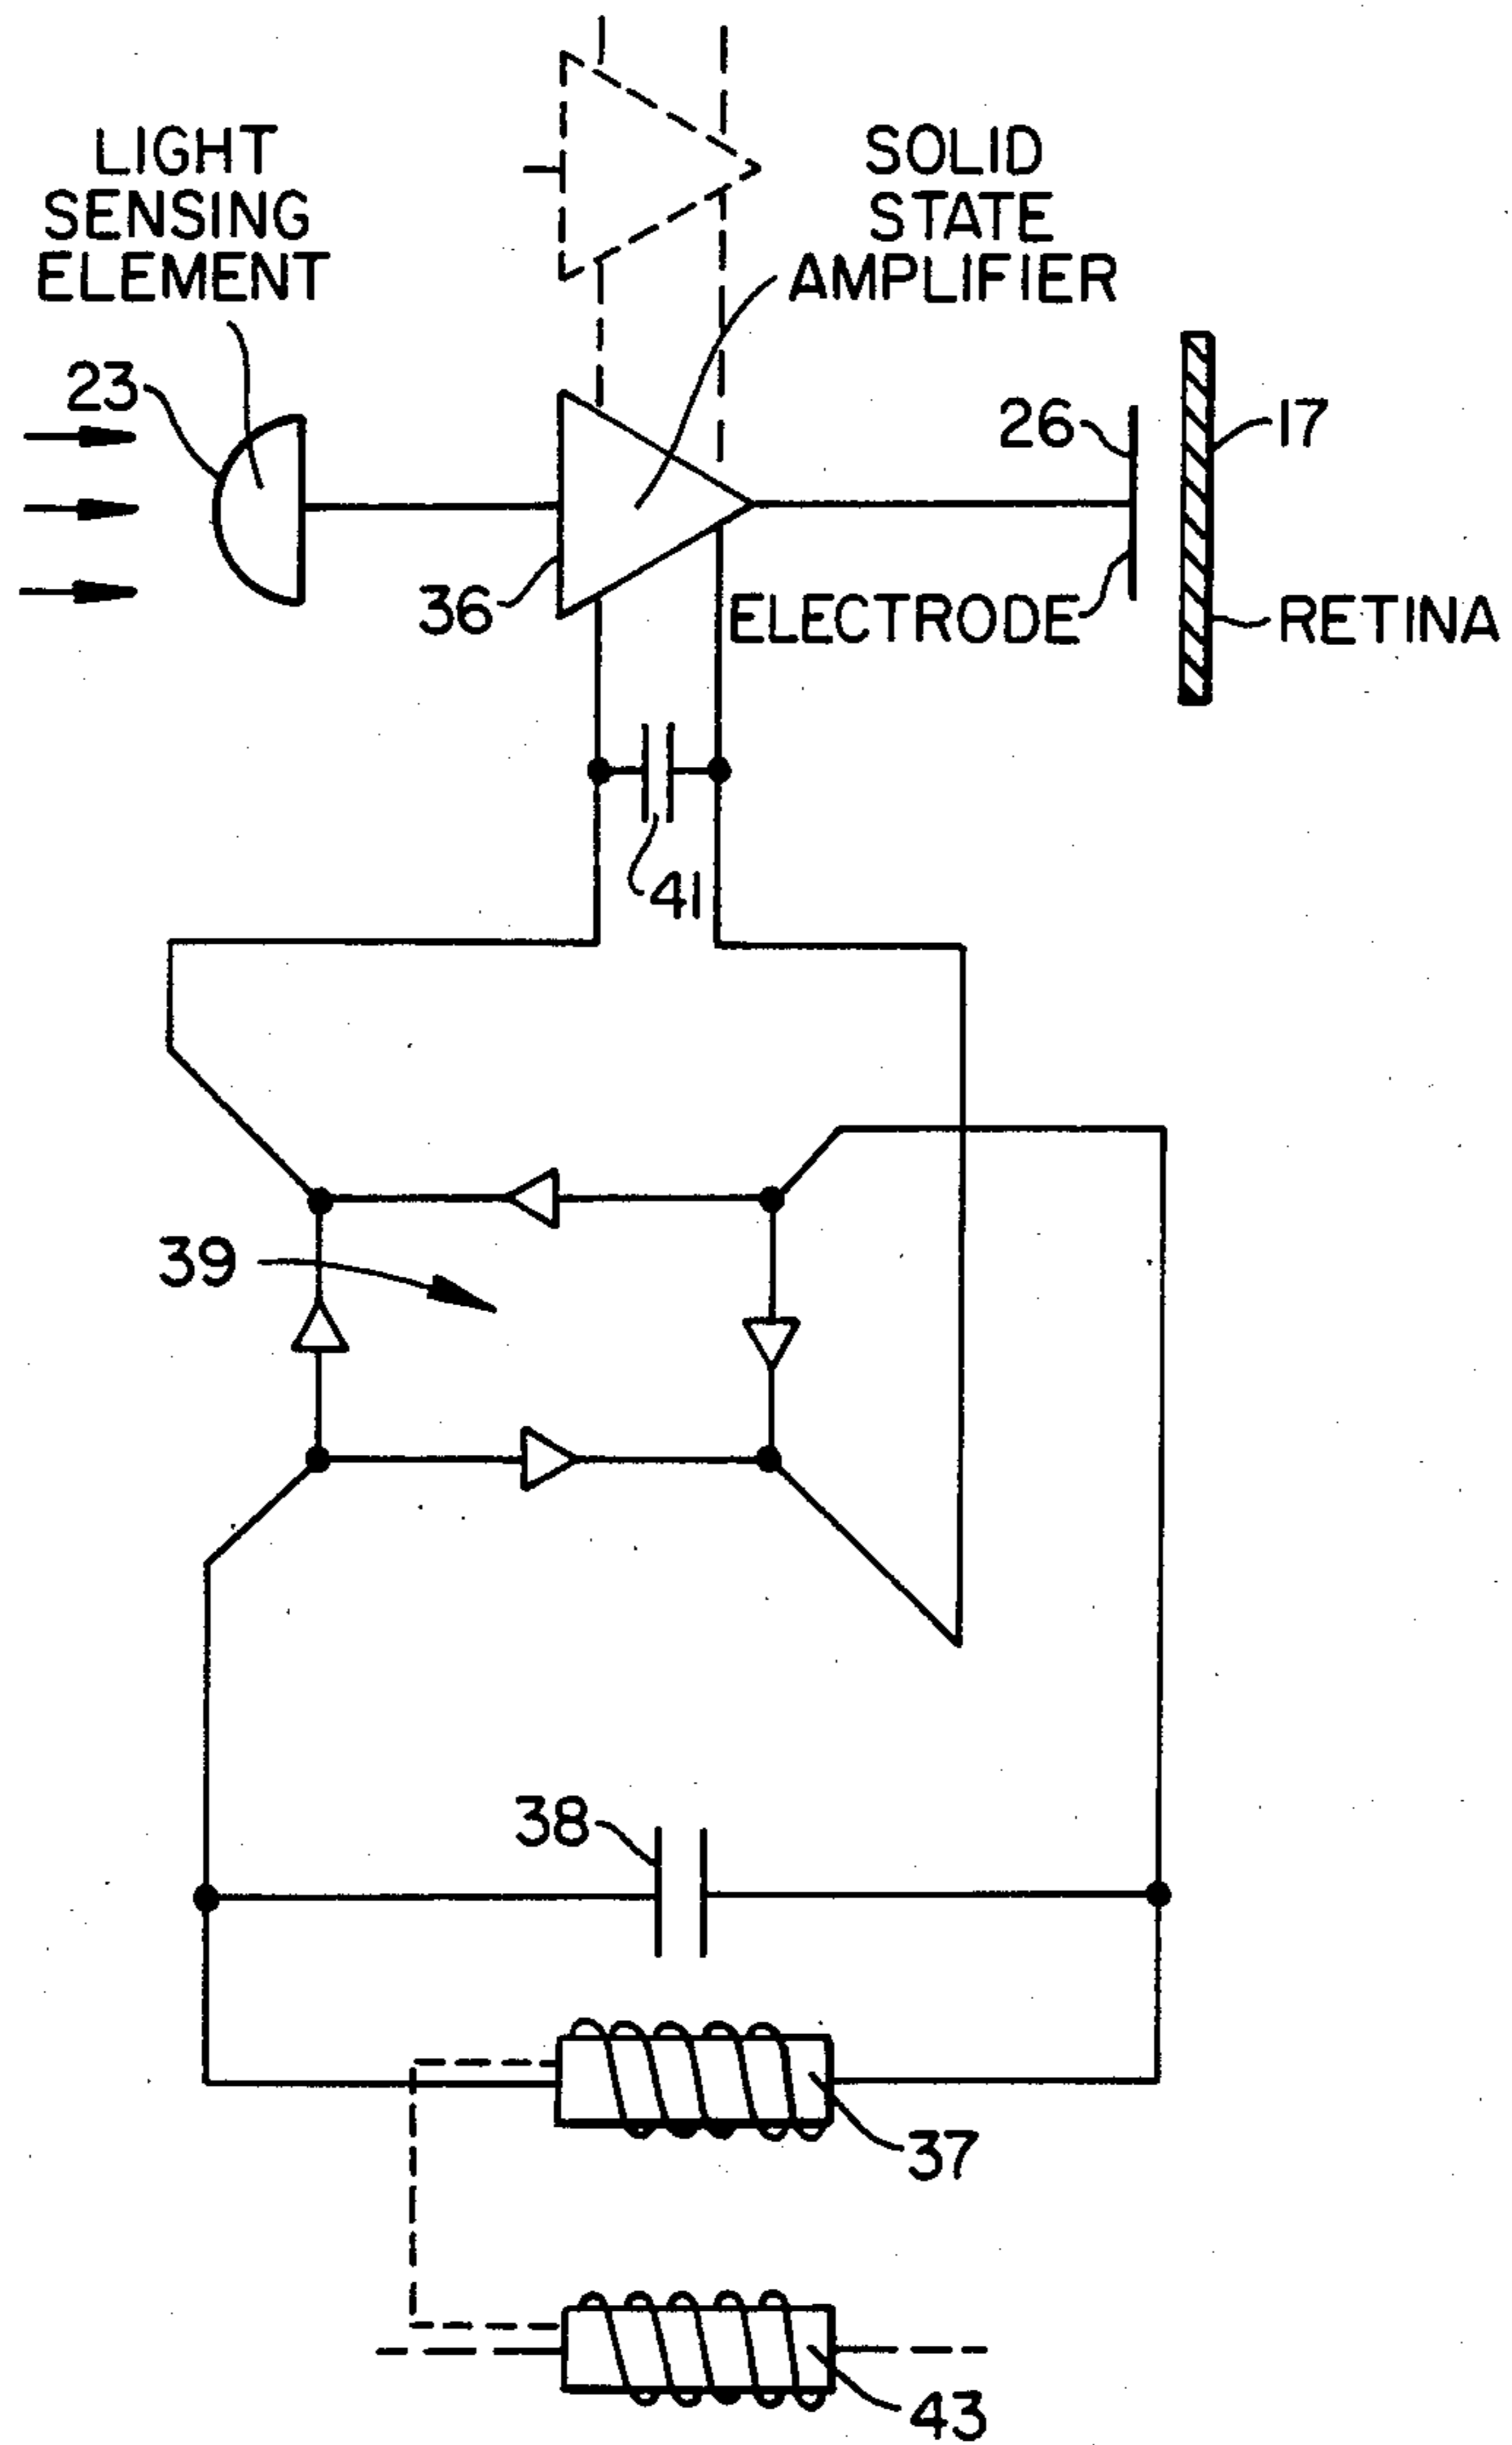 LIGHT
SENSING
ELEMENT
SOLID
STATE
AMPLIFIER
23
26
17
36
ELECTRODE
RETINA
41
39
38
37
43